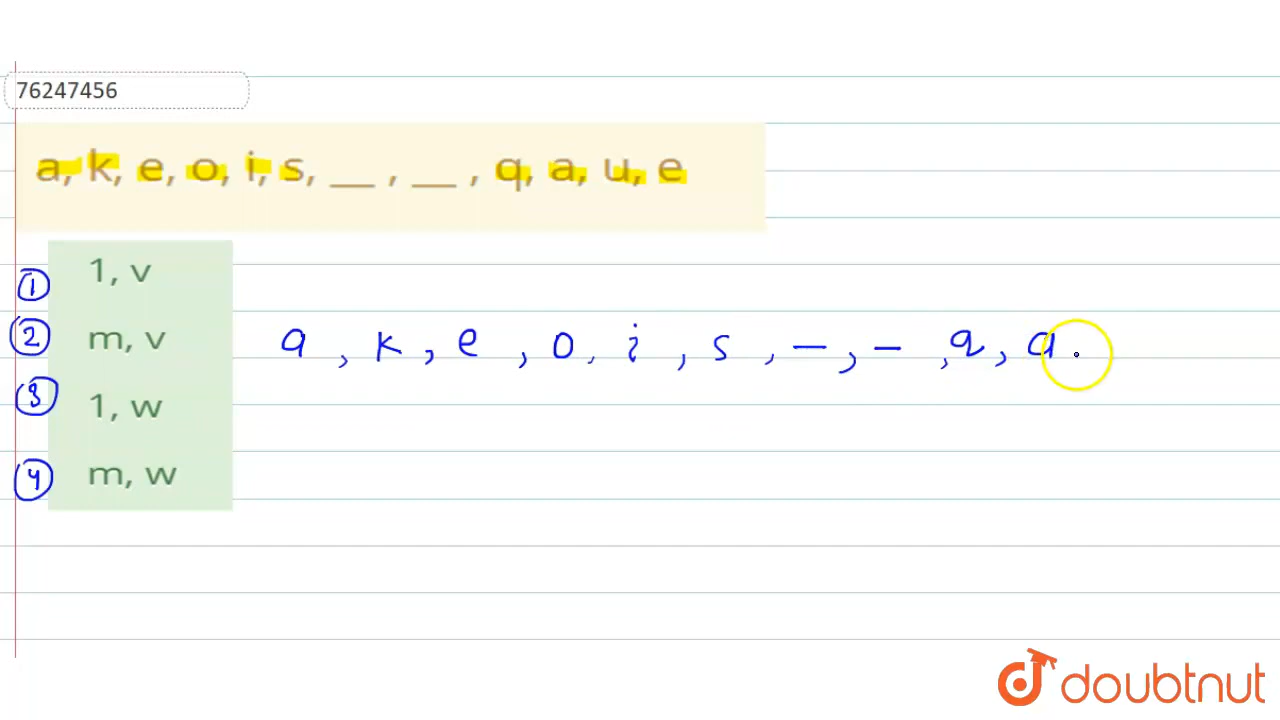 76247456
a, k, e, o, i, s, __ , __ , q, a, u, e
① 1, v
② m, v
a , k , e , o , i , s , — , — , q , a
③ 1, w
④ m, w
doubtnut